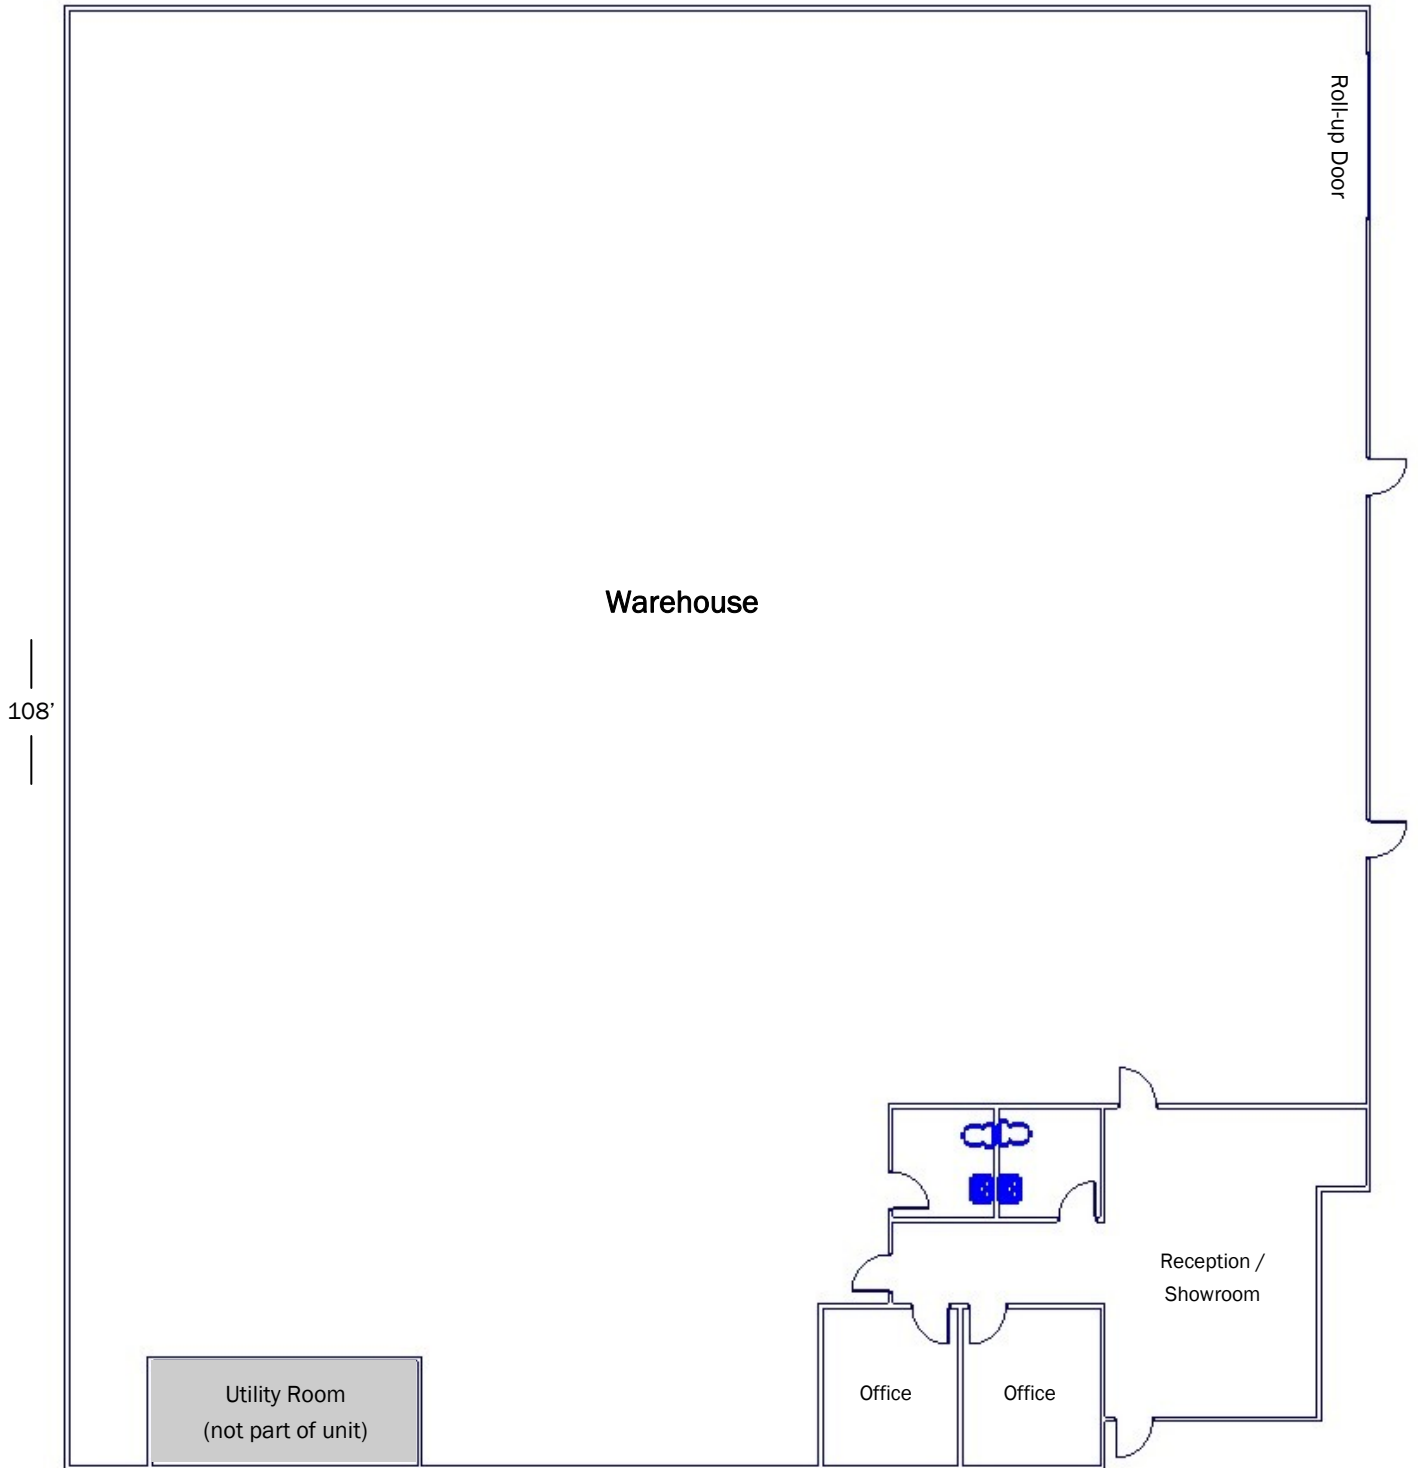 Roll-up Door
Warehouse
108’
Reception /
Showroom
Office
Office
Utility Room
(not part of unit)